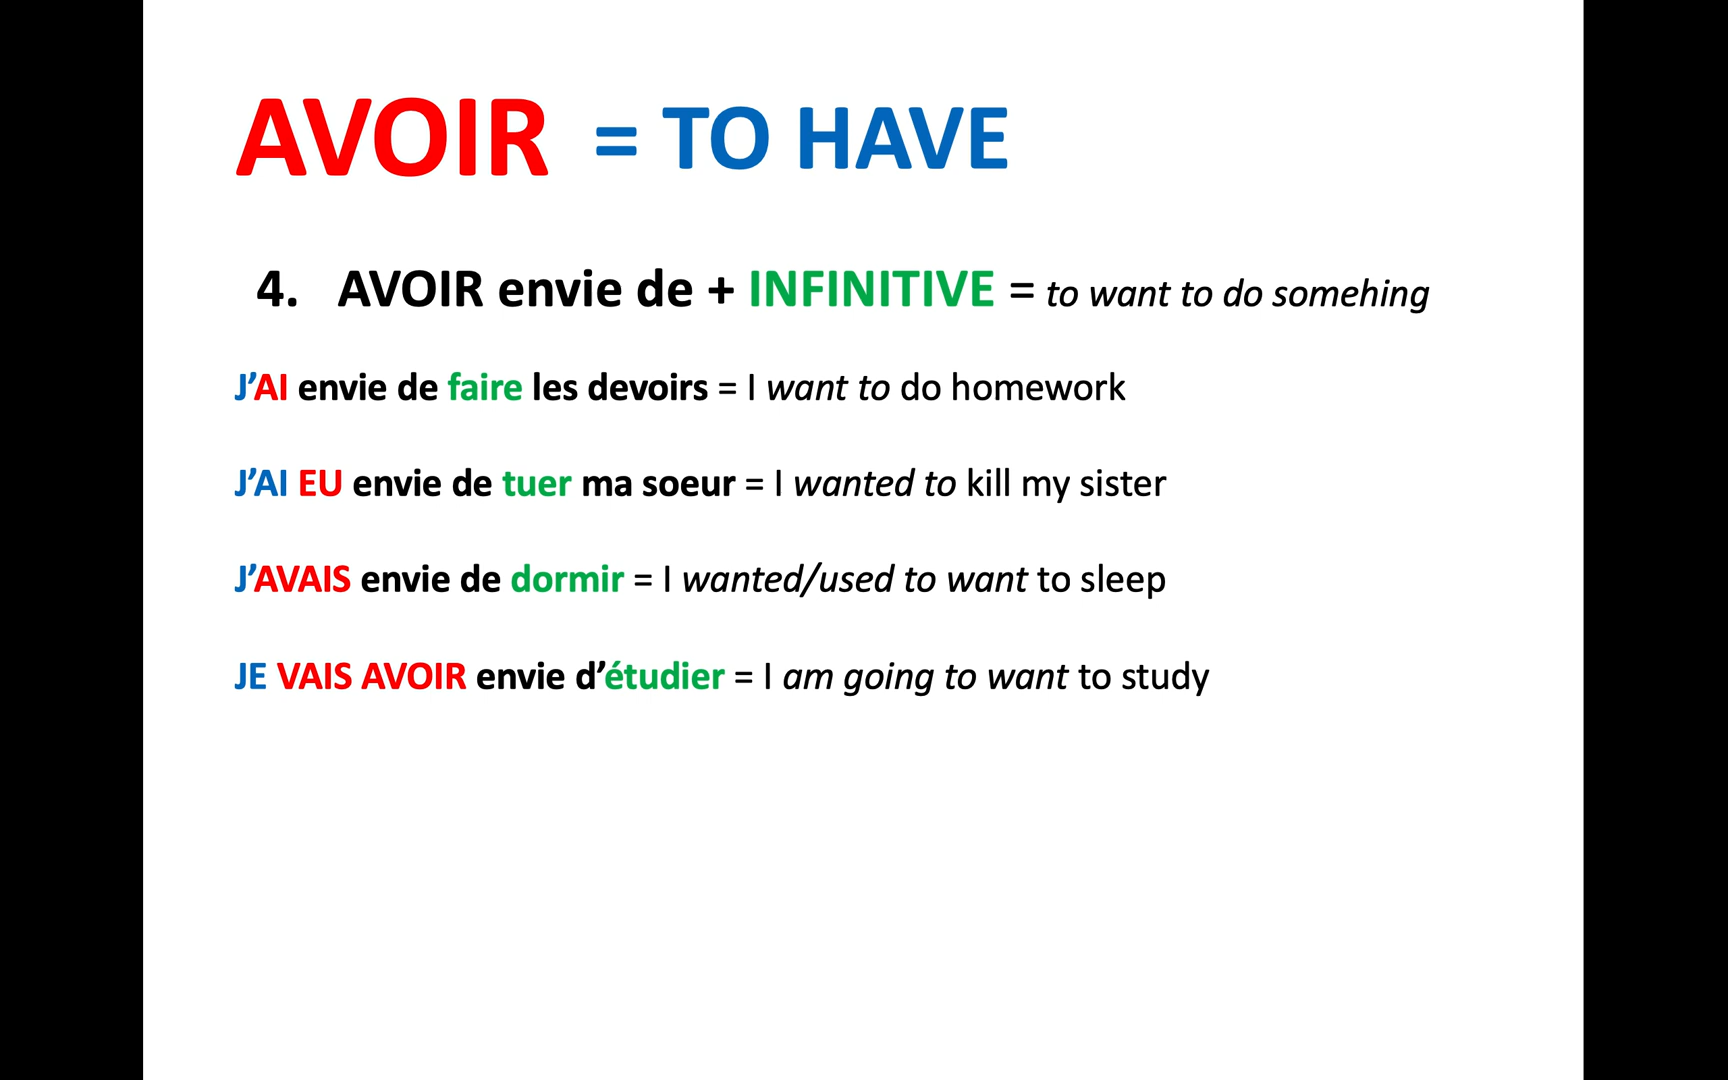 AVOIR = TO HAVE
4. AVOIR envie de + INFINITIVE = to want to do somehing
J’AI envie de faire les devoirs = I want to do homework
J’AI EU envie de tuer ma soeur = I wanted to kill my sister
J’AVAIS envie de dormir = I wanted/used to want to sleep
JE VAIS AVOIR envie d’étudier = I am going to want to study